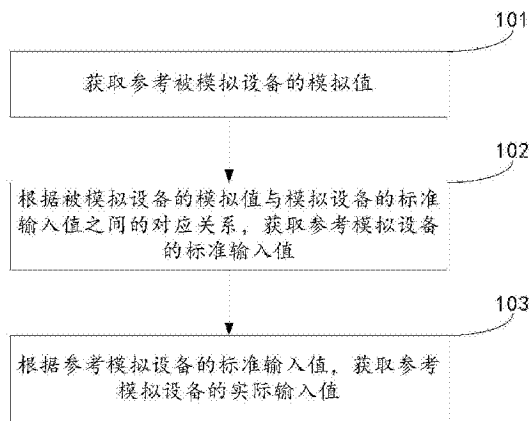 101
获取参考被模拟设备的模拟值
102
根据被模拟设备的模拟值与模拟设备的标准
输入值之间的对应关系，获取参考模拟设备
的标准输入值
103
根据参考模拟设备的标准输入值，获取参考
模拟设备的实际输入值